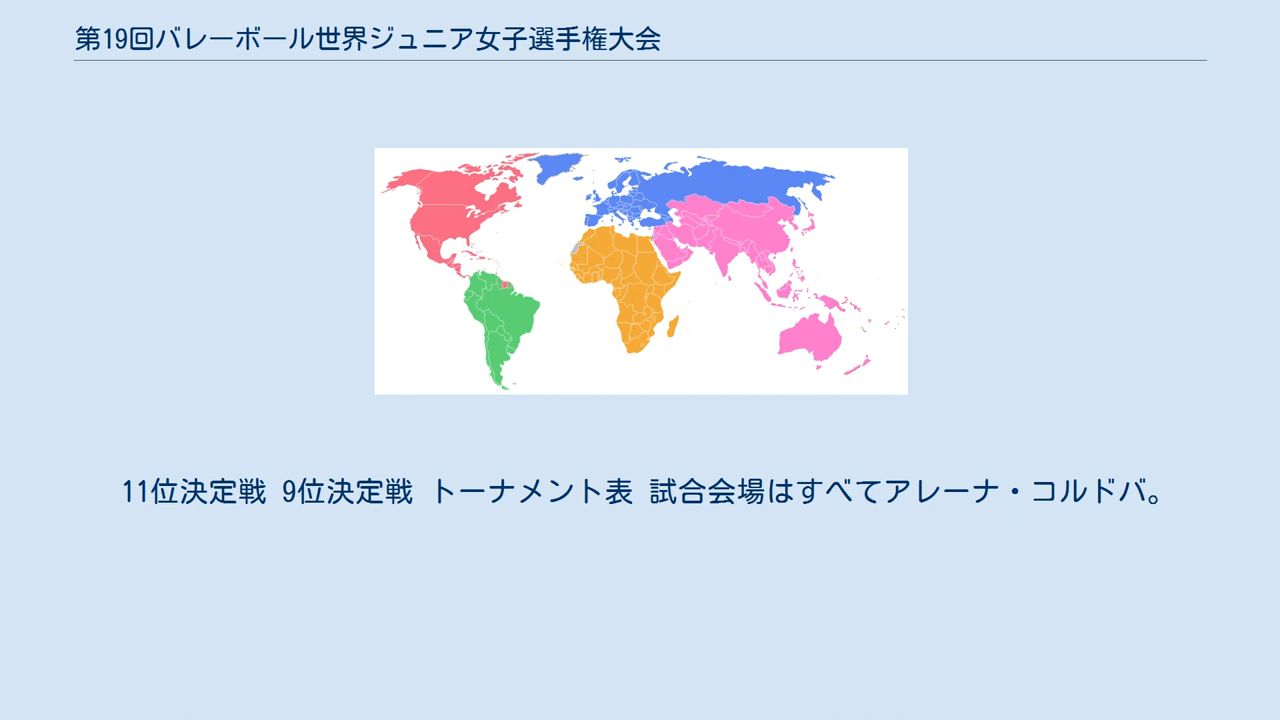 第19回バレーボール世界ジュニア女子選手権大会
11位決定戦 9位決定戦 トーナメント表 試合会場はすべてアレーナ・コルドバ。